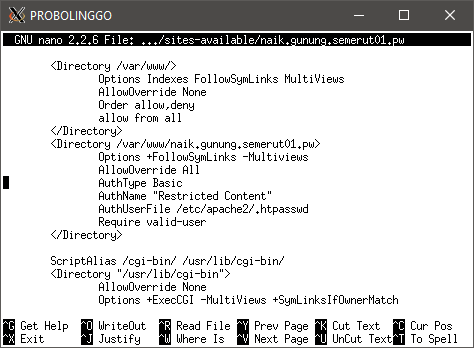 PROBOLINGGO
GNU nano 2.2.6 File: .../sites-available/naik.gunung.semerut01.pw
<Directory /var/www/>
Options Indexes FollowSymLinks MultiViews
AllowOverride None
Order allow,deny
allow from all
</Directory>
<Directory /var/www/naik.gunung.semerut01.pw>
Options +FollowSymLinks -Multiviews
AllowOverride All
AuthType Basic
AuthName "Restricted Content"
AuthUserFile /etc/apache2/.htpasswd
Require valid-user
</Directory>
ScriptAlias /cgi-bin/ /usr/lib/cgi-bin/
<Directory "/usr/lib/cgi-bin">
AllowOverride None
Options +ExecCGI -MultiViews +SymLinksIfOwnerMatch
^G Get Help ^O WriteOut ^R Read File ^Y Prev Page ^K Cut Text ^C Cur Pos
^X Exit ^J Justify ^W Where Is ^V Next Page ^U UnCut Text ^T To Spell